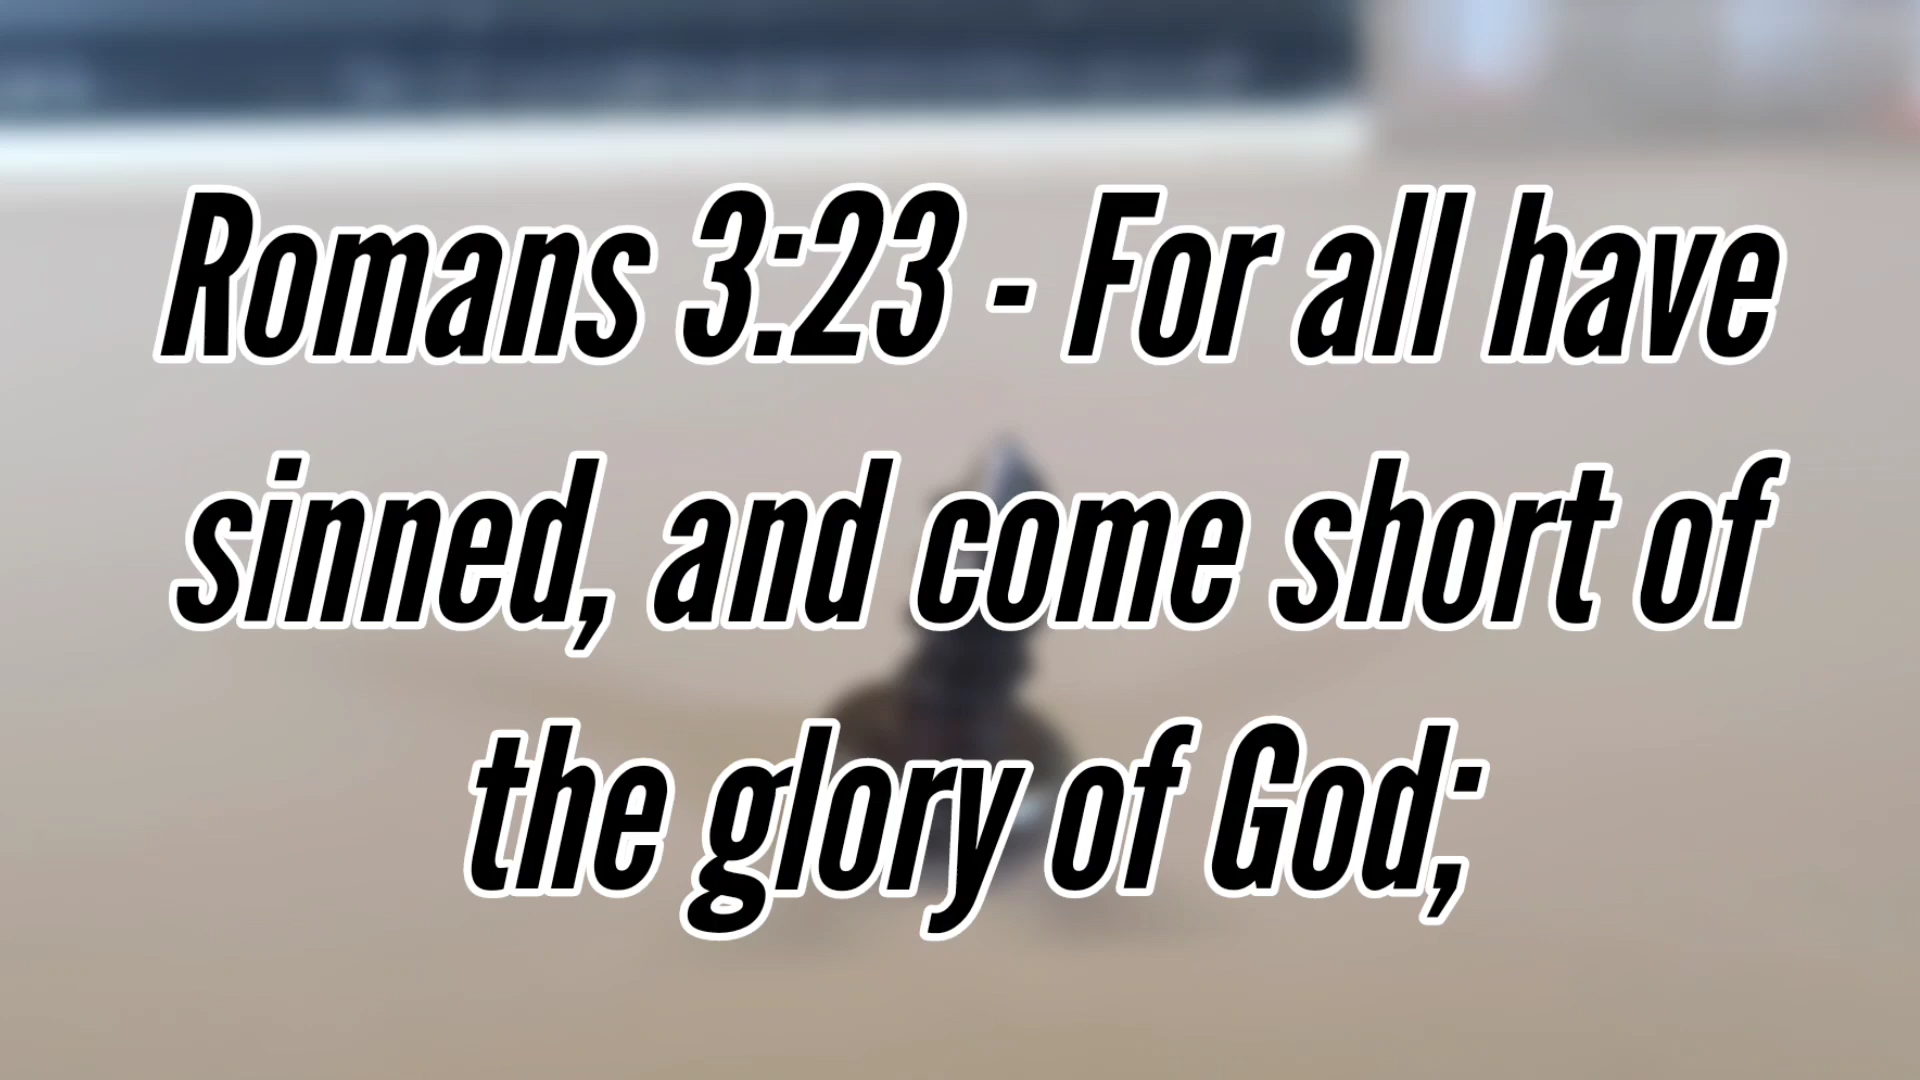 Romans 3:23 - For all have
sinned, and come short of
the glory of God;